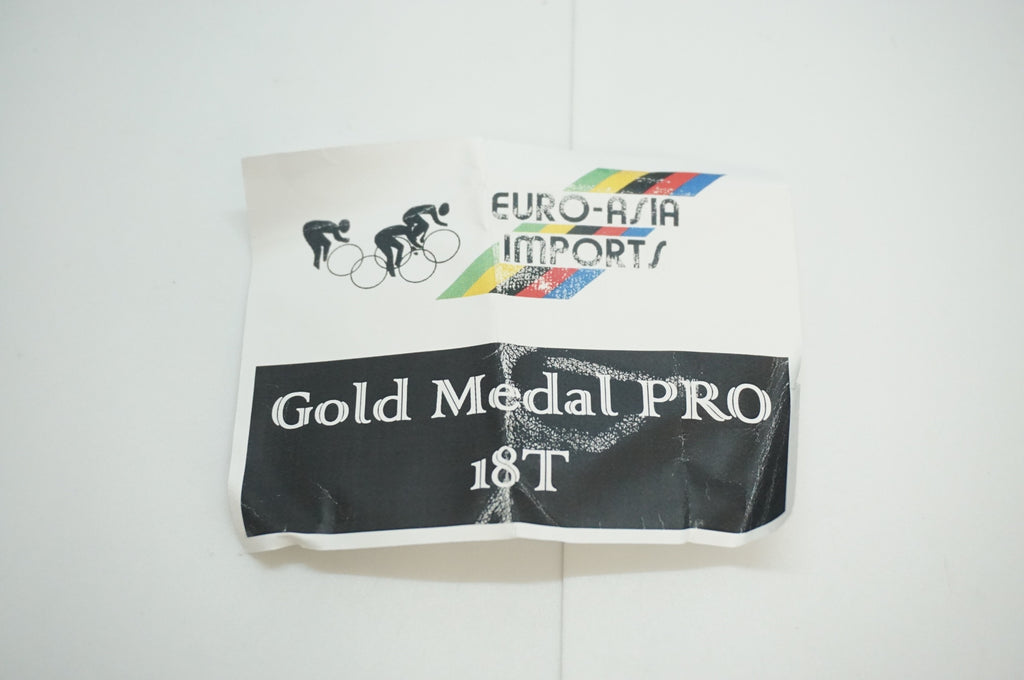 EURO-ASIA
IMPORTS
Gold Medal PRO
18T